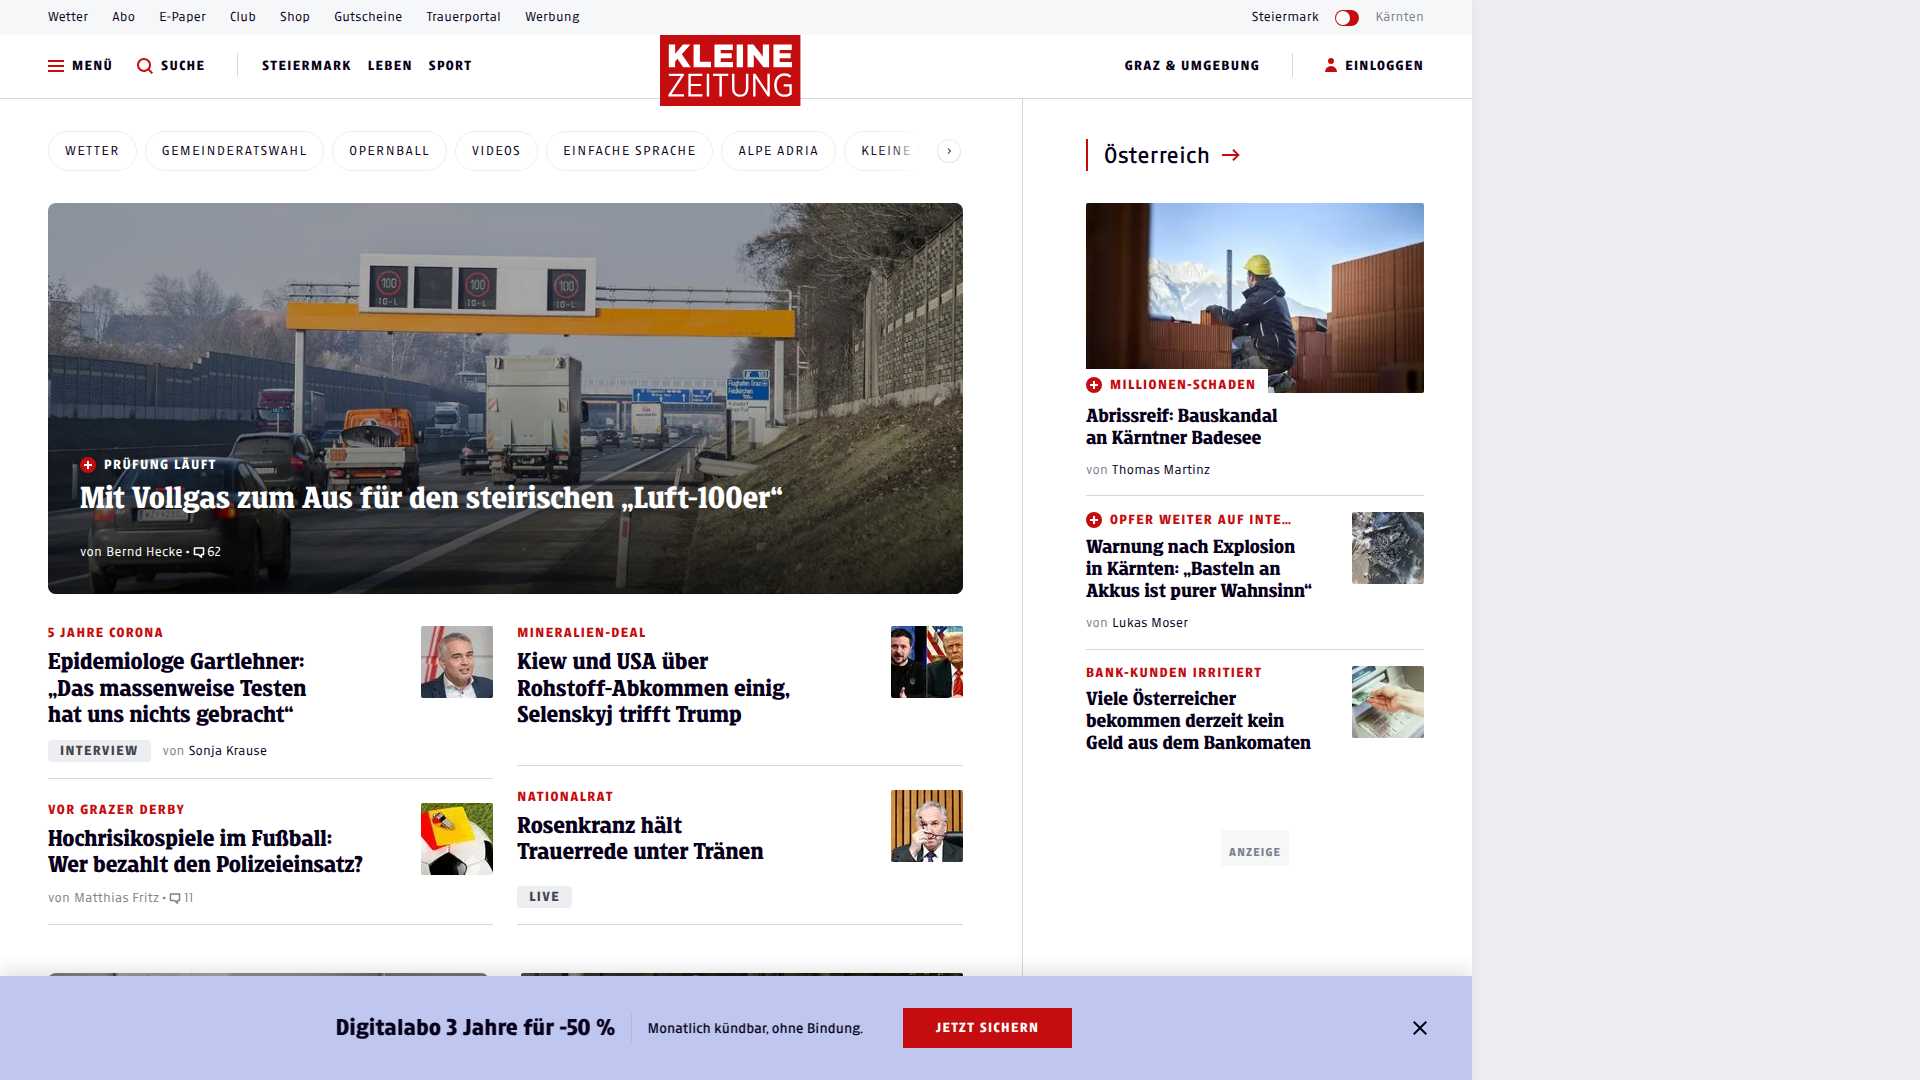 Wetter Abo E-Paper Club Shop Gutscheine Trauerportal Werbung Steiermark Kärnten
MENÜ SUCHE STEIERMARK LEBEN SPORT KLEINE ZEITUNG GRAZ & UMGEBUNG EINLOGGEN
WETTER GEMEINDERATSWAHL OPERNBALL VIDEOS EINFACHE SPRACHE ALPE ADRIA KLEINE
100 100 100
IG-L IG-L IG-L
PRÜFUNG LÄUFT
Mit Vollgas zum Aus für den steirischen „Luft-100er“
von Bernd Hecke • 62
5 JAHRE CORONA
Epidemiologe Gartlehner:
„Das massenweise Testen
hat uns nichts gebracht“
INTERVIEW von Sonja Krause
VOR GRAZER DERBY
Hochrisikospiele im Fußball:
Wer bezahlt den Polizeieinsatz?
von Matthias Fritz • 11
MINERALIEN-DEAL
Kiew und USA über
Rohstoff-Abkommen einig,
Selenskyj trifft Trump
NATIONALRAT
Rosenkranz hält
Trauerrede unter Tränen
LIVE
Österreich
MILLIONEN-SCHADEN
Abrissreif: Bauskandal
an Kärntner Badesee
von Thomas Martinz
OPFER WEITER AUF INTE...
Warnung nach Explosion
in Kärnten: „Basteln an
Akkus ist purer Wahnsinn“
von Lukas Moser
BANK-KUNDEN IRRITIERT
Viele Österreicher
bekommen derzeit kein
Geld aus dem Bankomaten
ANZEIGE
Digitalabo 3 Jahre für -50 % Monatlich kündbar, ohne Bindung. JETZT SICHERN